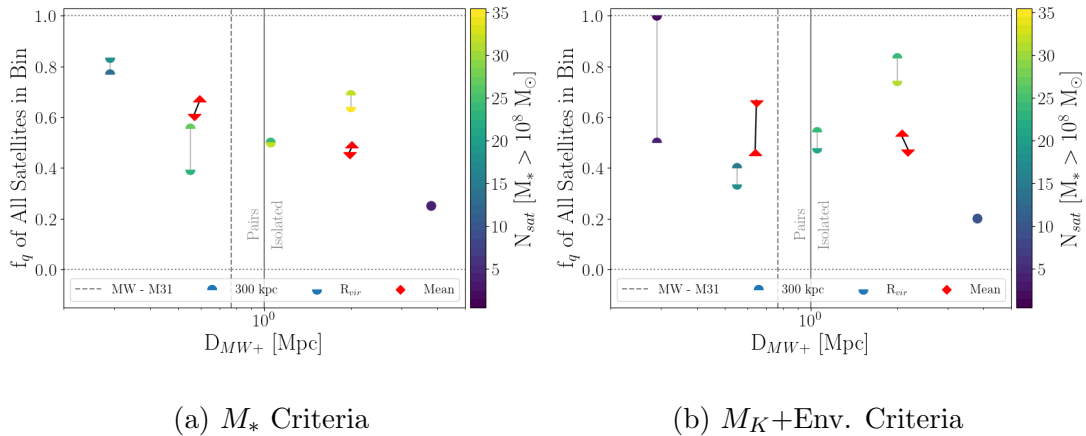 1.0
0.8
0.6
0.4
0.2
0.0
f_q of All Satellites in Bin
Pairs
Isolated
MW - M31
300 kpc
R_vir
Mean
10^0
D_MW+ [Mpc]
35
30
25
20
15
10
5
N_sat [M_* > 10^8 M_⊙]
(a) M_* Criteria
1.0
0.8
0.6
0.4
0.2
0.0
f_q of All Satellites in Bin
Pairs
Isolated
MW - M31
300 kpc
R_vir
Mean
10^0
D_MW+ [Mpc]
35
30
25
20
15
10
5
N_sat [M_* > 10^8 M_⊙]
(b) M_K+Env. Criteria